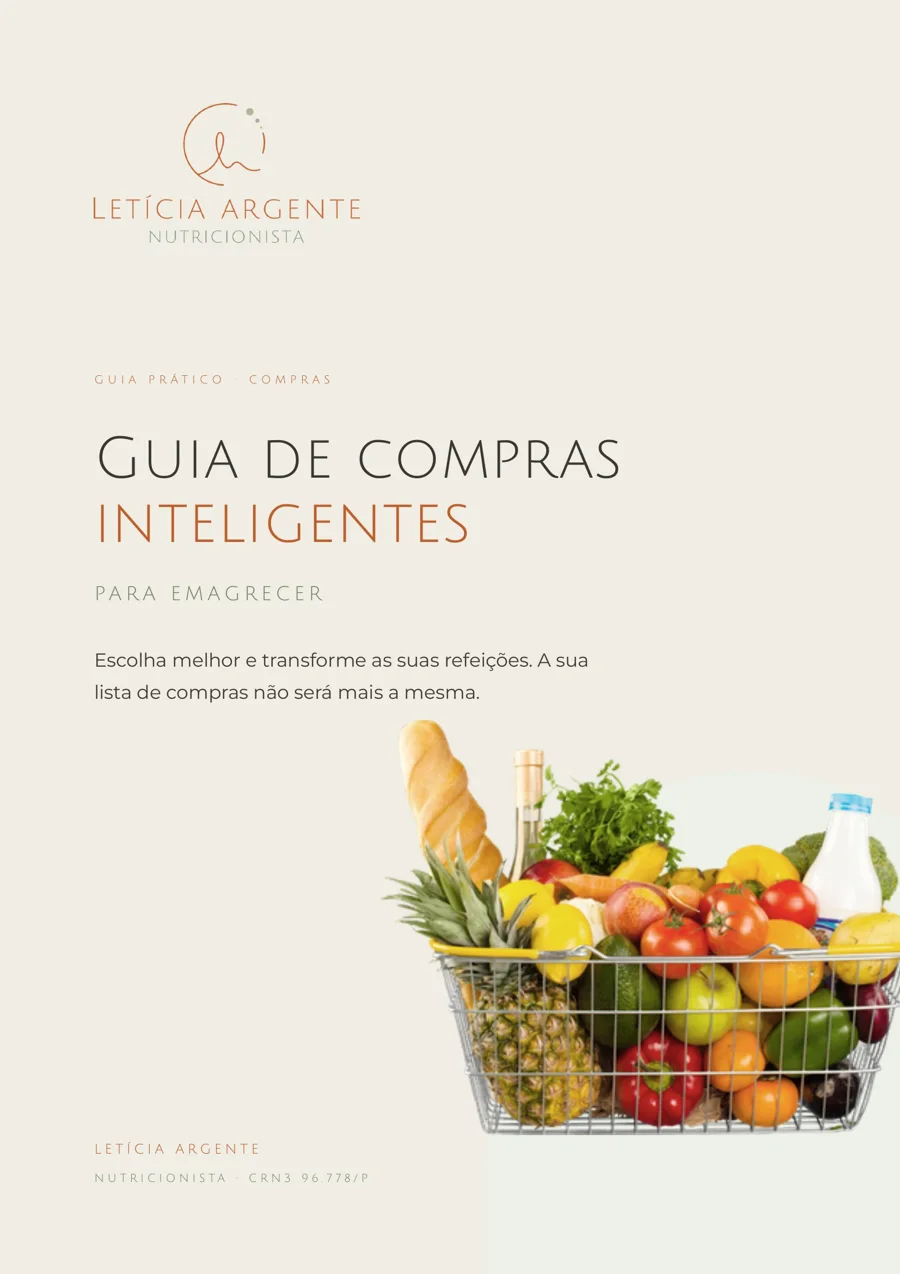 LETÍCIA ARGENTE
NUTRICIONISTA
GUIA PRÁTICO · COMPRAS
GUIA DE COMPRAS
INTELIGENTES
PARA EMAGRECER
Escolha melhor e transforme as suas refeições. A sua
lista de compras não será mais a mesma.
LETÍCIA ARGENTE
NUTRICIONISTA · CRN3 96.778/P